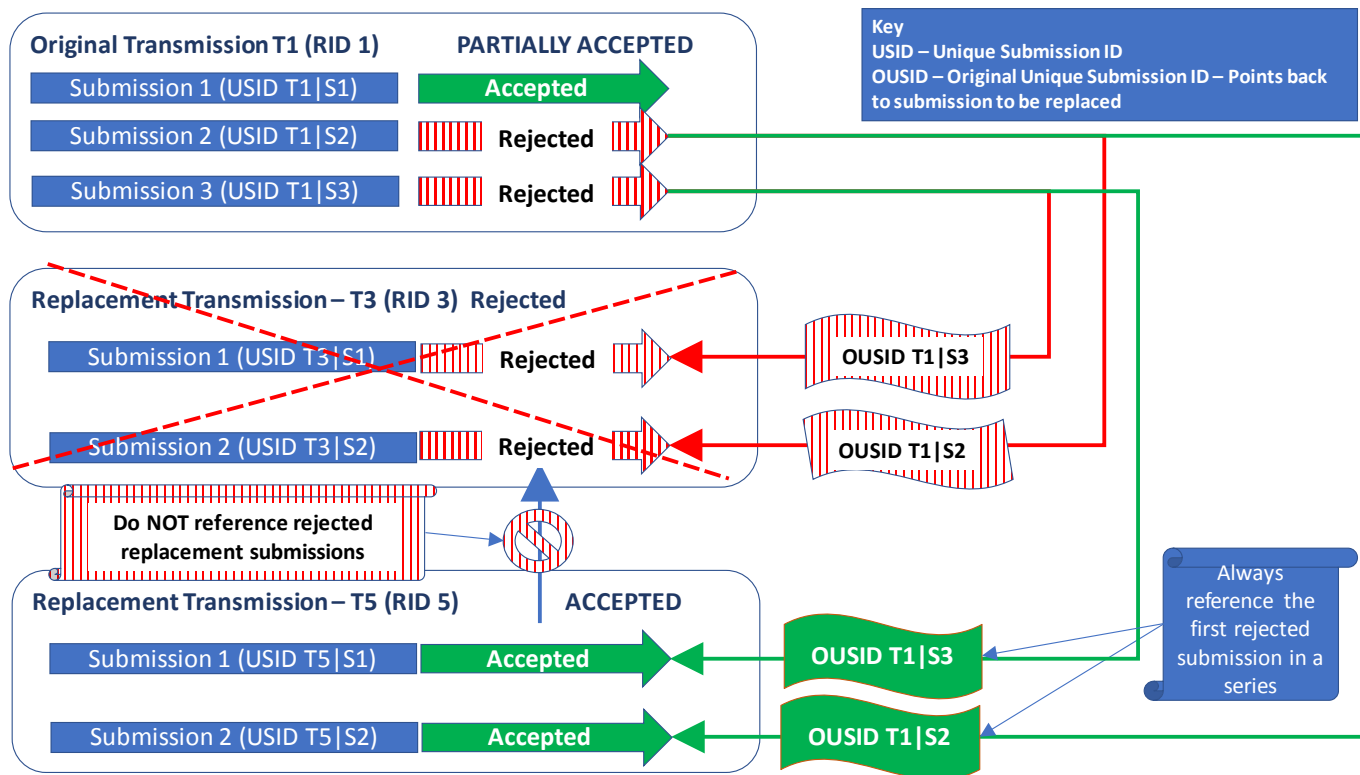 Original Transmission T1 (RID 1) PARTIALLY ACCEPTED
Submission 1 (USID T1|S1) Accepted
Submission 2 (USID T1|S2) Rejected
Submission 3 (USID T1|S3) Rejected
Key
USID – Unique Submission ID
OUSID – Original Unique Submission ID – Points back
to submission to be replaced
Replacement Transmission – T3 (RID 3) Rejected
Submission 1 (USID T3|S1) Rejected
OUSID T1|S3
Submission 2 (USID T3|S2) Rejected
OUSID T1|S2
Do NOT reference rejected
replacement submissions
Replacement Transmission – T5 (RID 5) ACCEPTED
Submission 1 (USID T5|S1) Accepted
OUSID T1|S3
Submission 2 (USID T5|S2) Accepted
OUSID T1|S2
Always
reference the
first rejected
submission in a
series